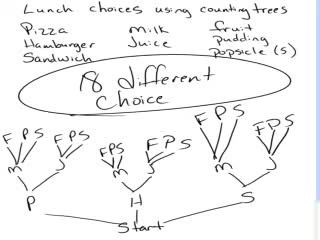 Lunch choices using counting trees
Pizza Milk fruit
Hamburger Juice pudding
Sandwich popsicle (s)
18 different
choice
F P S F P S F P S F P S F P S F P S
M J M J M J
P H S
Start